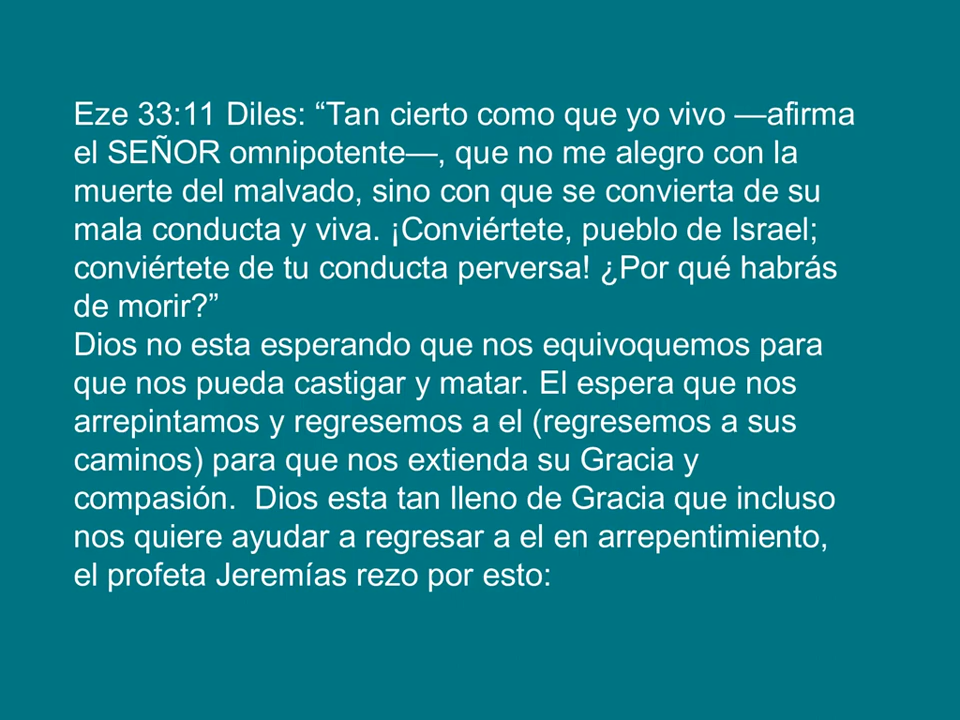 Eze 33:11 Diles: “Tan cierto como que yo vivo —afirma
el SEÑOR omnipotente—, que no me alegro con la
muerte del malvado, sino con que se convierta de su
mala conducta y viva. ¡Conviértete, pueblo de Israel;
conviértete de tu conducta perversa! ¿Por qué habrás
de morir?”
Dios no esta esperando que nos equivoquemos para
que nos pueda castigar y matar. El espera que nos
arrepintamos y regresemos a el (regresemos a sus
caminos) para que nos extienda su Gracia y
compasión.  Dios esta tan lleno de Gracia que incluso
nos quiere ayudar a regresar a el en arrepentimiento,
el profeta Jeremías rezo por esto: